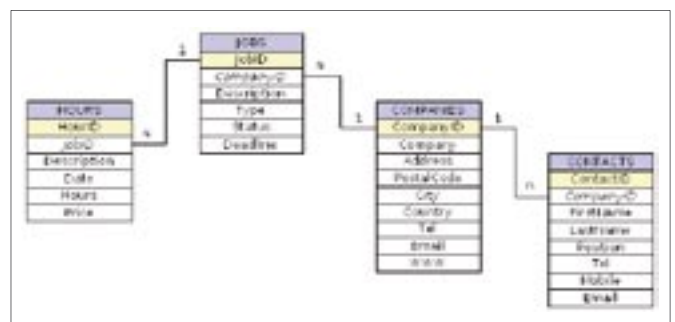 JOBS
JobID
CompanyID
Description
Type
Status
Deadline
1
n
HOURS
HourID
JobID
Description
Date
Hours
Price
n
1
COMPANIES
CompanyID
Company
Address
PostalCode
City
Country
Tel
Email
WWW
1
n
CONTACTS
ContactID
CompanyID
FirstName
LastName
Position
Tel
Mobile
Email